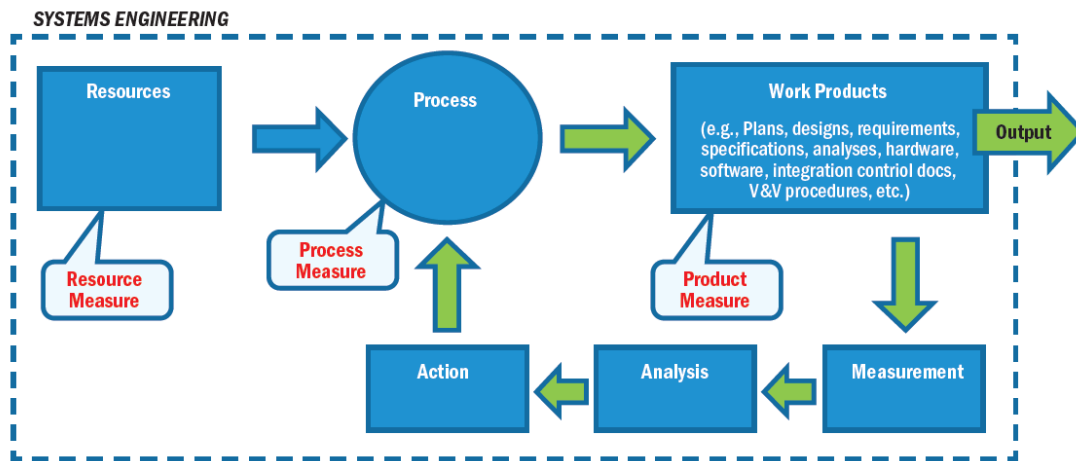 SYSTEMS ENGINEERING
Resources
Process
Work Products
(e.g., Plans, designs, requirements,
specifications, analyses, hardware,
software, integration contriol docs,
V&V procedures, etc.)
Output
Resource
Measure
Process
Measure
Product
Measure
Action
Analysis
Measurement